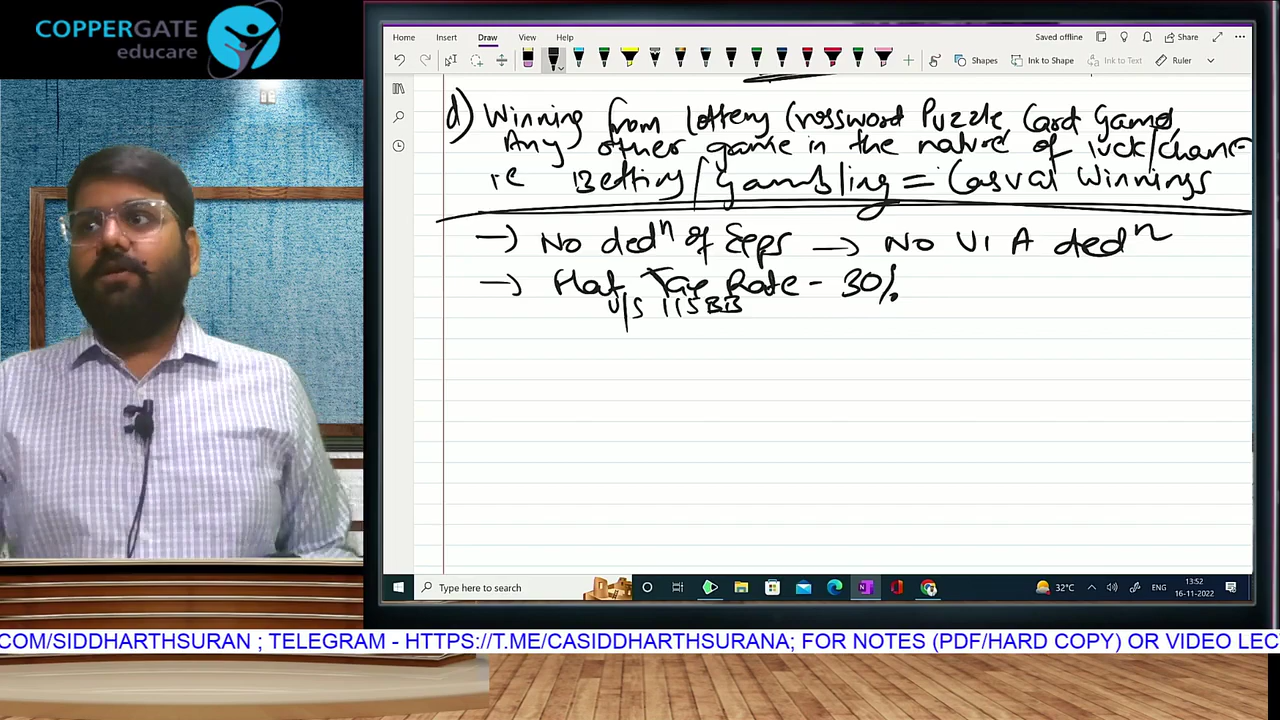 COPPERGATE
educare
Home Insert Draw View Help
Saved offline
Share
Shapes
Ink to Shape
Ink to Text
Ruler
d) Winning from lottery Crossword Puzzle Card Games,
Any other game in the nature of luck/chance
ie Betting/Gambling = Casual Winnings
→ No dedⁿ of Exps → No VI A dedⁿ
→ Flat Tax Rate - 30%
U/S 115BB
Type here to search
32°C
ENG
13:52
16-11-2022
COM/SIDDHARTHSURAN ; TELEGRAM - HTTPS://T.ME/CASIDDHARTHSURANA; FOR NOTES (PDF/HARD COPY) OR VIDEO LEC